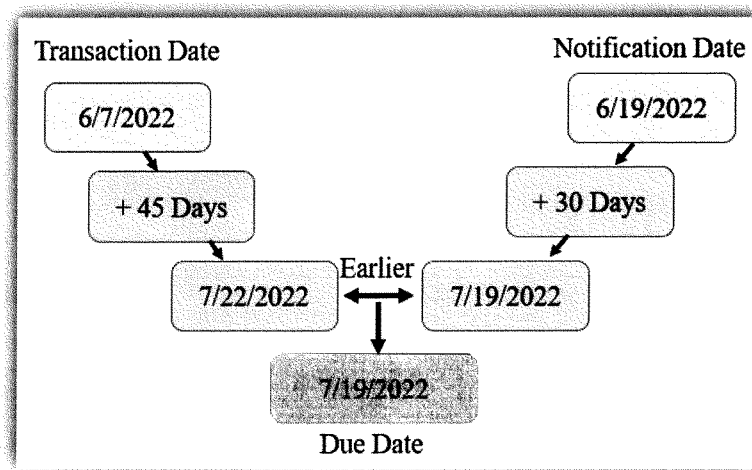 Transaction Date
Notification Date
6/7/2022
6/19/2022
+ 45 Days
+ 30 Days
Earlier
7/22/2022
7/19/2022
7/19/2022
Due Date